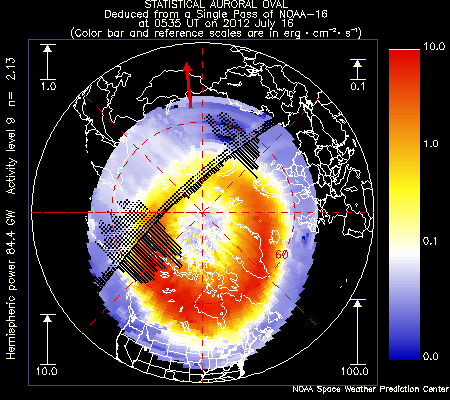 STATISTICAL AURORAL OVAL
Deduced from a Single Pass of NOAA-16
at 0535 UT on 2012 July 16
(Color bar and reference scales are in erg · cm⁻² · s⁻¹)
Hemispheric power 84.4 GW Activity level 9 n= 2.13
1.0
0.1
10.0
100.0
60
10.0
1.0
0.1
0.0
NOAA Space Weather Prediction Center